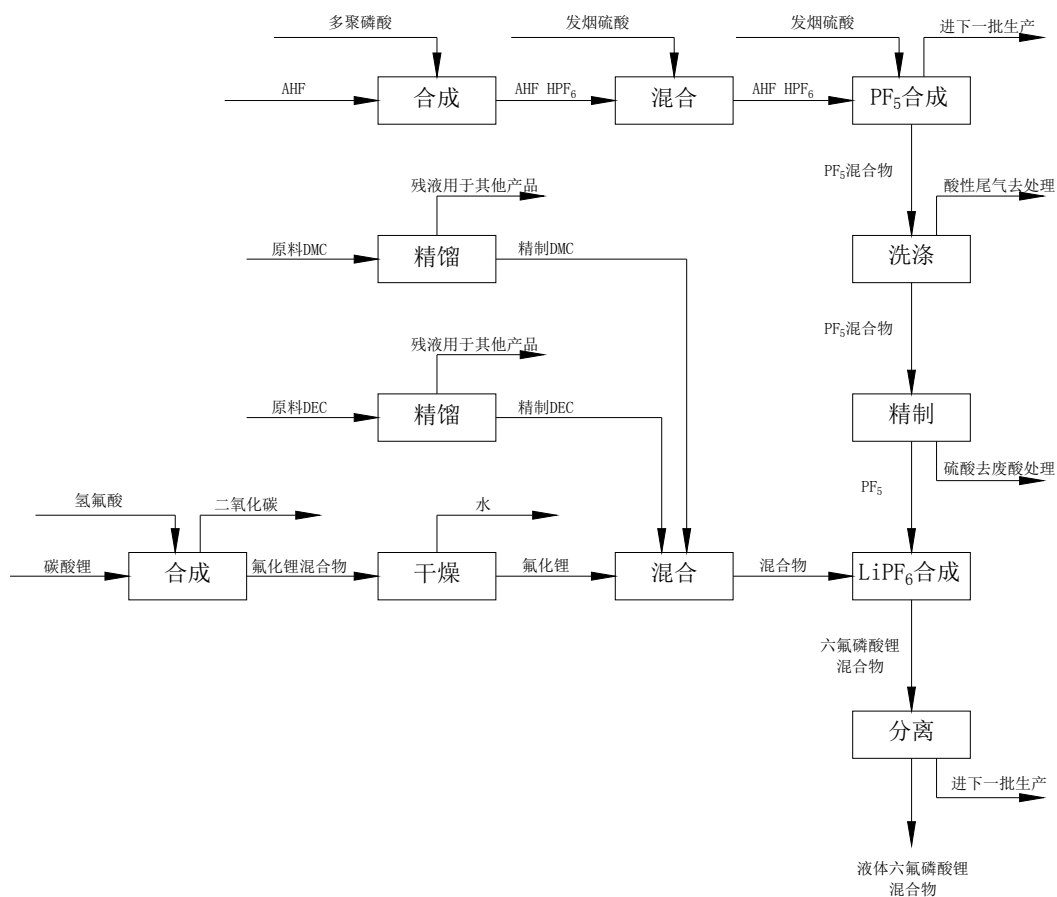 多聚磷酸
发烟硫酸
发烟硫酸
进下一批生产
AHF
合成
AHF HPF₆
混合
AHF HPF₆
PF₅合成
PF₅混合物
残液用于其他产品
酸性尾气去处理
原料DMC
精馏
精制DMC
洗涤
PF₅混合物
残液用于其他产品
原料DEC
精馏
精制DEC
精制
硫酸去废酸处理
PF₅
氢氟酸
二氧化碳
水
碳酸锂
合成
氟化锂混合物
干燥
氟化锂
混合
混合物
LiPF₆合成
六氟磷酸锂
混合物
分离
进下一批生产
液体六氟磷酸锂
混合物